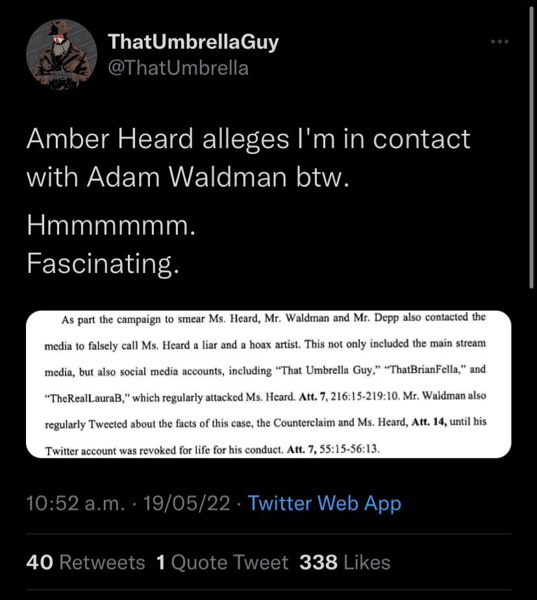 ThatUmbrellaGuy
@ThatUmbrella
Amber Heard alleges I'm in contact
with Adam Waldman btw.
Hmmmmmm.
Fascinating.
As part the campaign to smear Ms. Heard, Mr. Waldman and Mr. Depp also contacted the
media to falsely call Ms. Heard a liar and a hoax artist. This not only included the main stream
media, but also social media accounts, including “That Umbrella Guy,” “ThatBrianFella,” and
“TheRealLauraB,” which regularly attacked Ms. Heard. Att. 7, 216:15-219:10. Mr. Waldman also
regularly Tweeted about the facts of this case, the Counterclaim and Ms. Heard, Att. 14, until his
Twitter account was revoked for life for his conduct. Att. 7, 55:15-56:13.
10:52 a.m. · 19/05/22 · Twitter Web App
40 Retweets 1 Quote Tweet 338 Likes